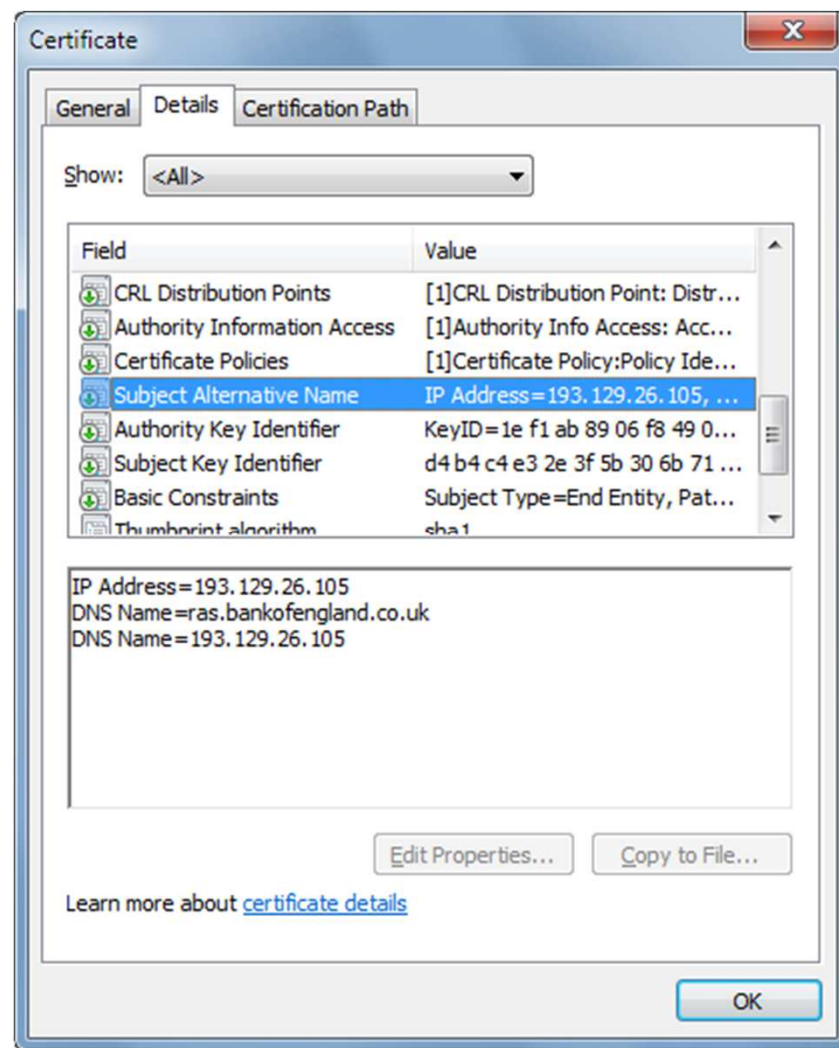 Certificate
General Details Certification Path
Show: <All>
Field Value
CRL Distribution Points [1]CRL Distribution Point: Distr...
Authority Information Access [1]Authority Info Access: Acc...
Certificate Policies [1]Certificate Policy:Policy Ide...
Subject Alternative Name IP Address=193.129.26.105, ...
Authority Key Identifier KeyID=1e f1 ab 89 06 f8 49 0...
Subject Key Identifier d4 b4 c4 e3 2e 3f 5b 30 6b 71 ...
Basic Constraints Subject Type=End Entity, Pat...
Thumbprint algorithm sha1
IP Address=193.129.26.105
DNS Name=ras.bankofengland.co.uk
DNS Name=193.129.26.105
Edit Properties... Copy to File...
Learn more about certificate details
OK